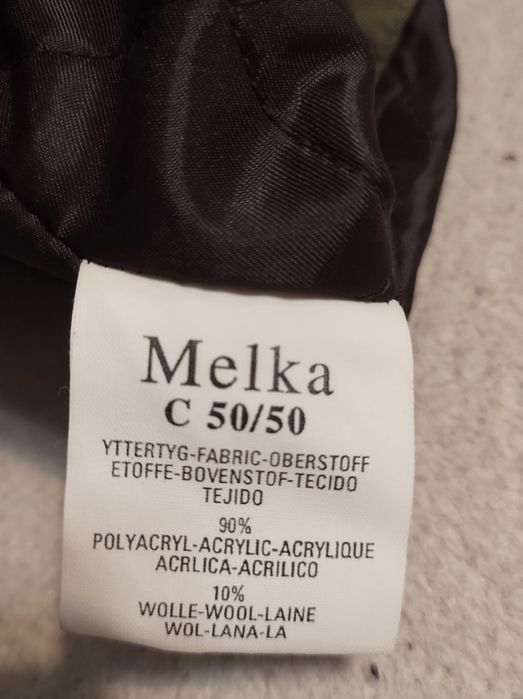 Melka
C 50/50
YTTERTYG-FABRIC-OBERSTOFF
ETOFFE-BOVENSTOF-TECIDO
TEJIDO
90%
POLYACRYL-ACRYLIC-ACRYLIQUE
ACRLICA-ACRILICO
10%
WOLLE-WOOL-LAINE
WOL-LANA-LA